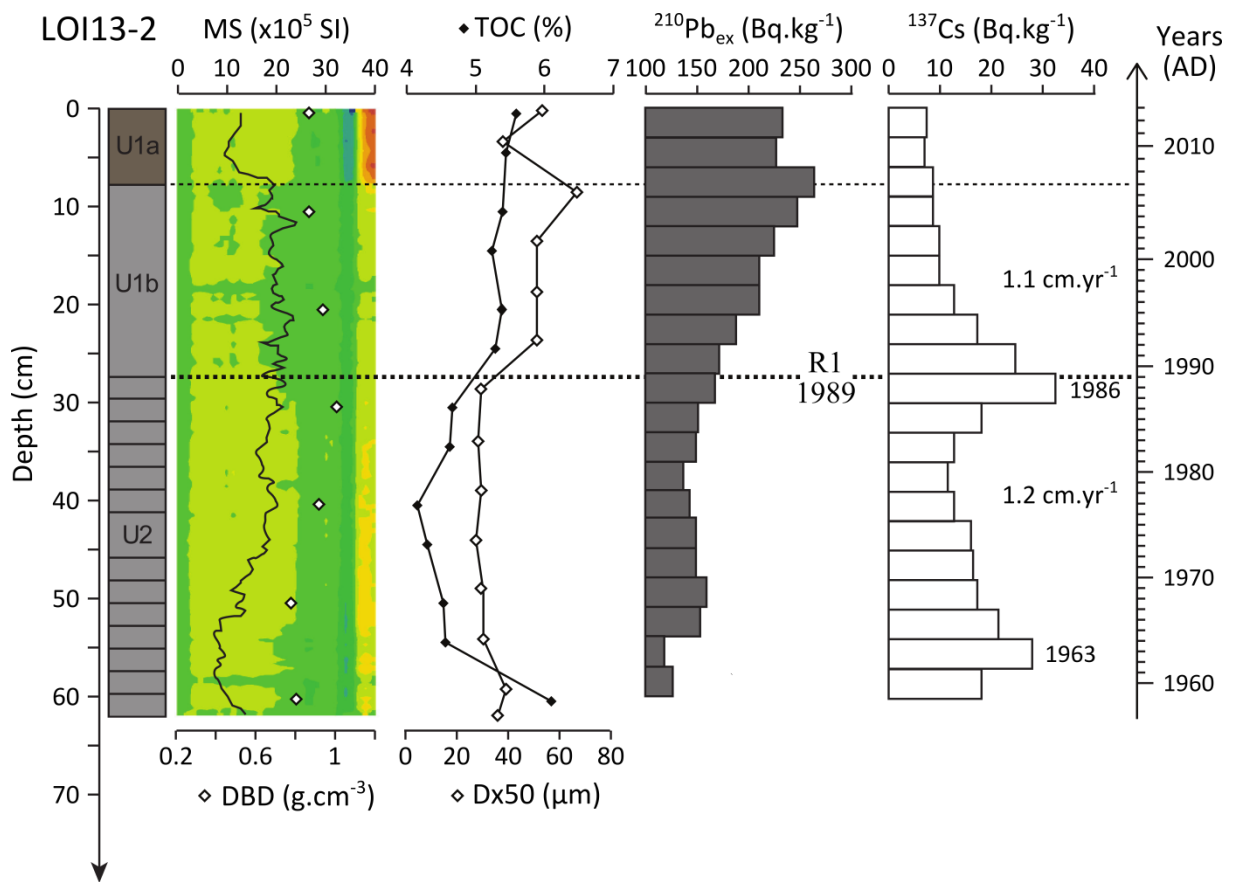 LOI13-2
MS (x10⁵ SI)
TOC (%)
²¹⁰Pbₑₓ (Bq.kg⁻¹)
¹³⁷Cs (Bq.kg⁻¹)
Years
(AD)
0 10 20 30 40
4 5 6 7
100 150 200 250 300
0 10 20 30 40
Depth (cm)
0
10
20
30
40
50
60
70
U1a
U1b
U2
R1
1989
1.1 cm.yr⁻¹
1986
1.2 cm.yr⁻¹
1963
2010
2000
1990
1980
1970
1960
0.2 0.6 1
DBD (g.cm⁻³)
0 20 40 60 80
Dx50 (µm)